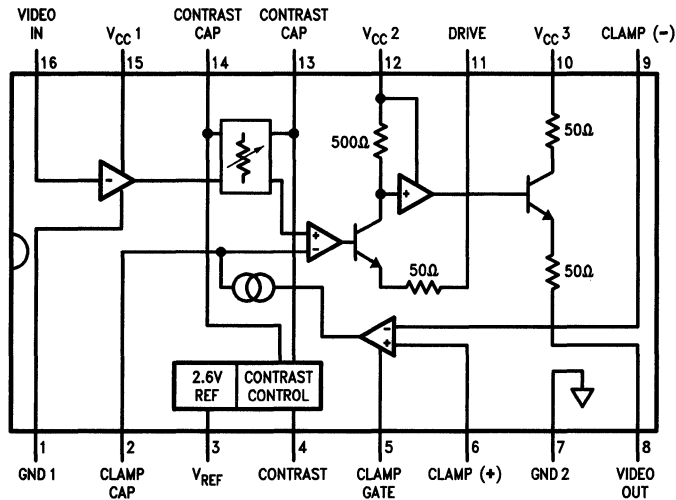 VIDEO IN
VCC 1
CONTRAST CAP
CONTRAST CAP
VCC 2
DRIVE
VCC 3
CLAMP (-)
16
15
14
13
12
11
10
9
500Ω
50Ω
-
+
+
-
50Ω
50Ω
-
+
2.6V REF
CONTRAST CONTROL
1
2
3
4
5
6
7
8
GND 1
CLAMP CAP
VREF
CONTRAST
CLAMP GATE
CLAMP (+)
GND 2
VIDEO OUT